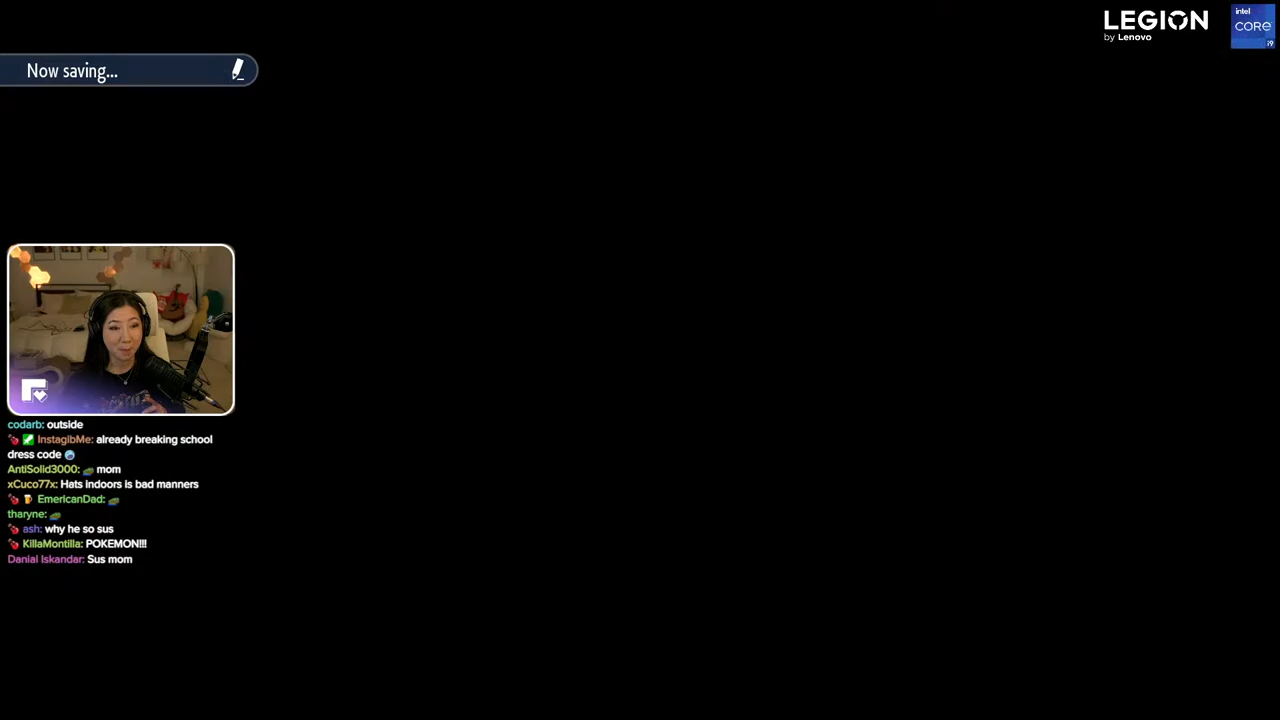 LEGION
by Lenovo
intel
CORE
i9
Now saving...
codarb: outside
InstagibMe: already breaking school
dress code
AntiSolid3000: mom
xCuco77x: Hats indoors is bad manners
EmericanDad:
tharyne:
ash: why he so sus
KillaMontilla: POKEMON!!!
Danial Iskandar: Sus mom